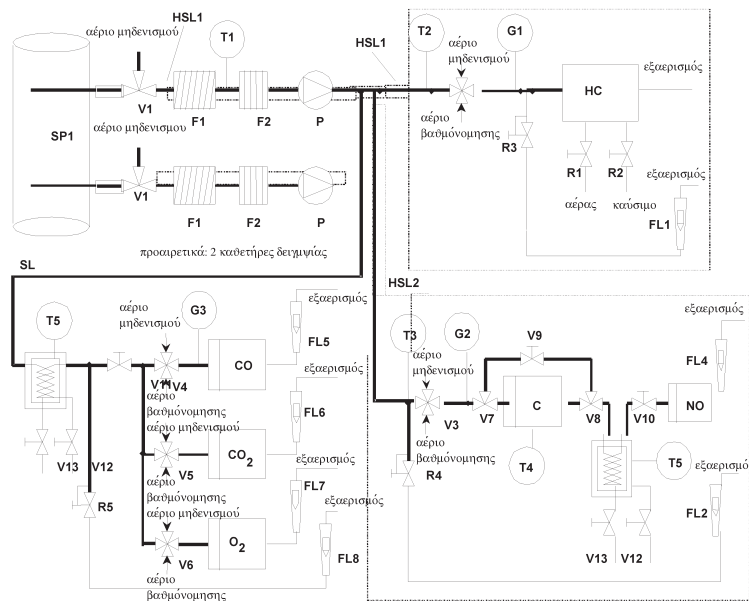 HSL1
αέριο μηδενισμού
T1
HSL1
T2
G1
αέριο
μηδενισμού
εξαερισμός
HC
V1
F1
F2
P
αέριο μηδενισμου
SP1
αέριο
βαθμόνομησης
R3
R1
R2
εξαερισμός
V1
F1
F2
P
αέρας
καύσιμο
FL1
προαιρετικά: 2 καθετήρες δειγμψίας
SL
HSL2
εξαερισμός
αέριο
μηδενισμού
G3
T5
FL5
T3
G2
V9
εξαερισμός
αέριο
μηδενισμού
FL4
CO
V11
V4
εξαερισμός
αέριο
βαθμόνομησης
FL6
V3
V7
C
V8
V10
NO
αέριο μηδενισμού
αέριο
βαθμόνομησης
CO2
V13
V12
V5
εξαερισμός
R4
T4
T5
εξαερισμός
αέριο
βαθμόνομησης
FL7
R5
αέριο μηδενισμού
εξαερισμός
FL2
O2
V6
FL8
V13
V12
αέριο
βαθμόνομησης